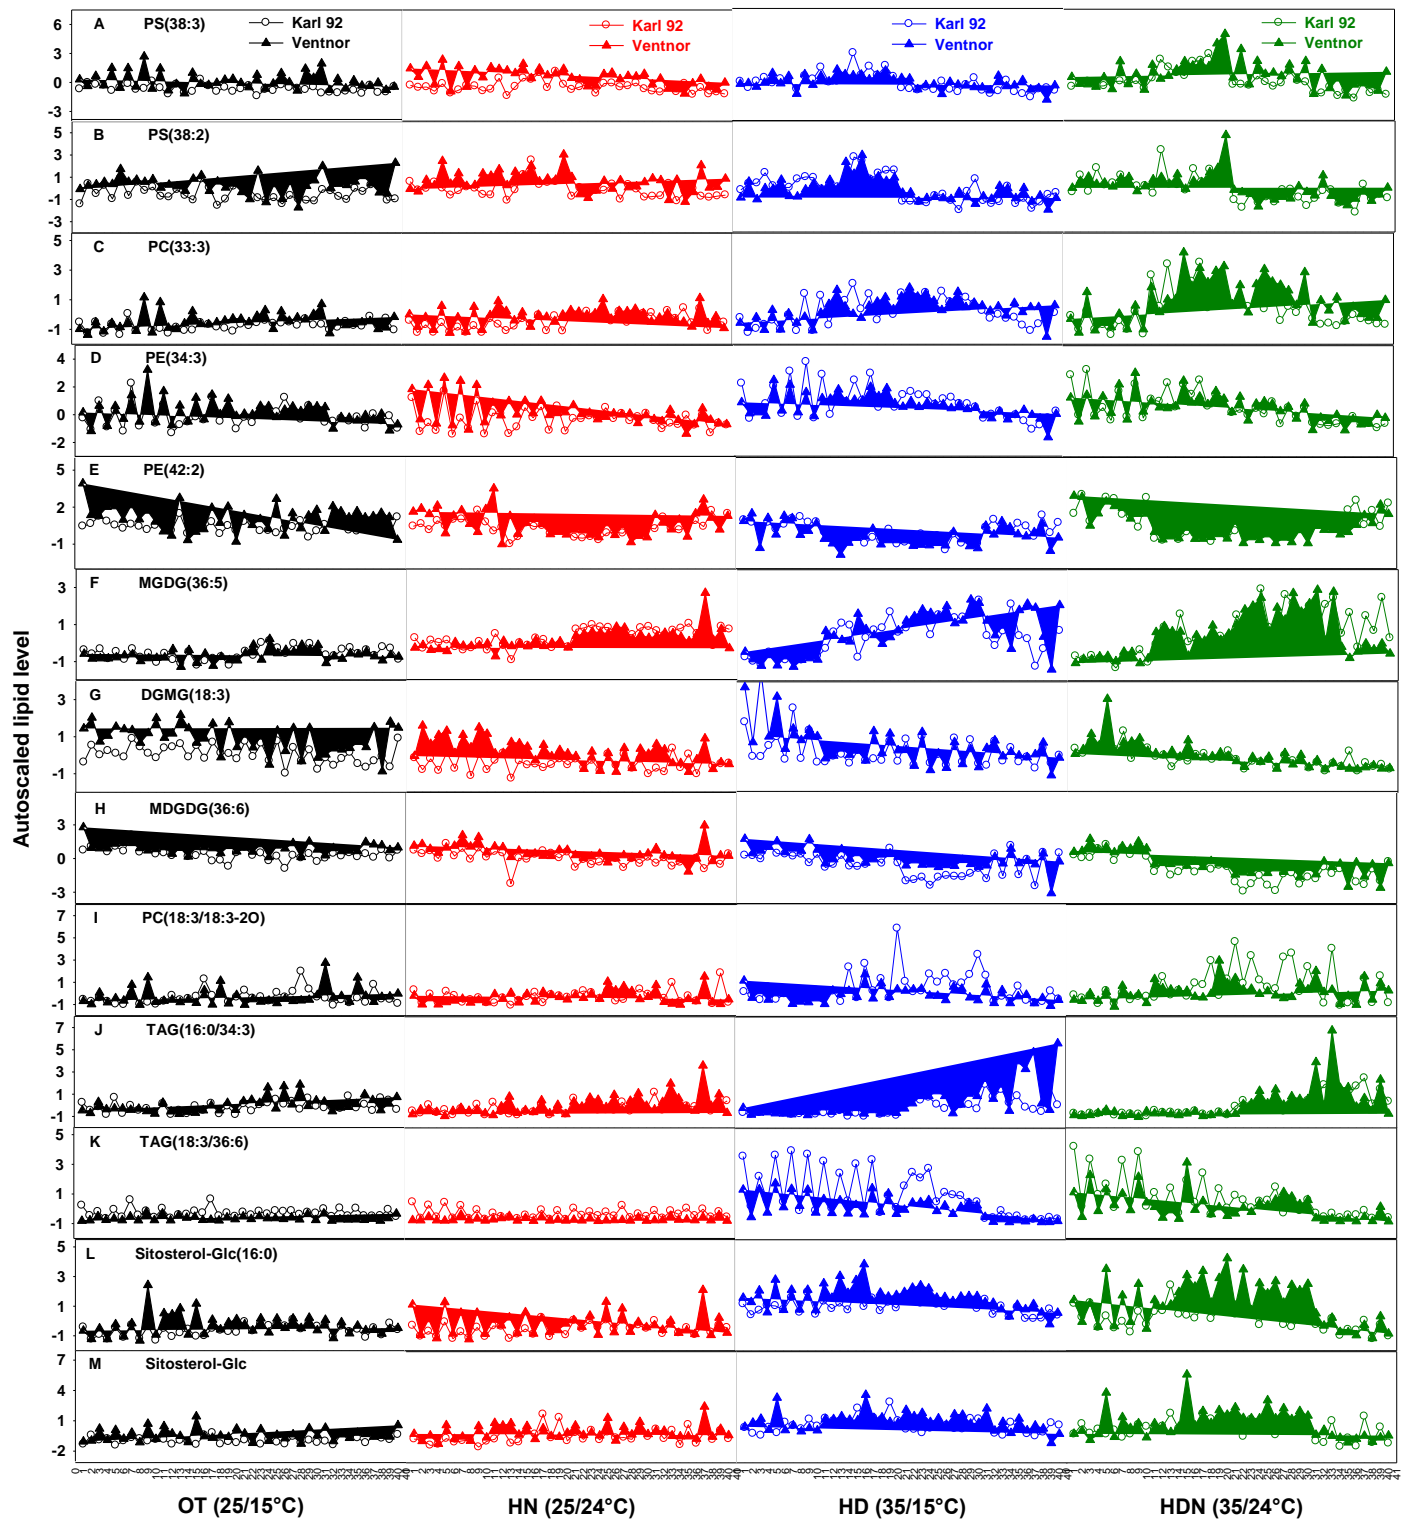 A PS(38:3)
Karl 92
Ventnor
Karl 92
Ventnor
Karl 92
Ventnor
Karl 92
Ventnor
6
3
0
-3
B PS(38:2)
5
3
1
-1
-3
C PC(33:3)
5
3
1
-1
D PE(34:3)
4
2
0
-2
E PE(42:2)
5
2
-1
F MGDG(36:5)
3
1
-1
G DGMG(18:3)
3
1
-1
H MDGDG(36:6)
3
0
-3
I PC(18:3/18:3-2O)
7
5
3
1
-1
J TAG(16:0/34:3)
7
5
3
1
-1
K TAG(18:3/36:6)
5
3
1
-1
L Sitosterol-Glc(16:0)
5
3
1
-1
M Sitosterol-Glc
7
4
1
-2
Autoscaled lipid level
OT (25/15°C) HN (25/24°C) HD (35/15°C) HDN (35/24°C)